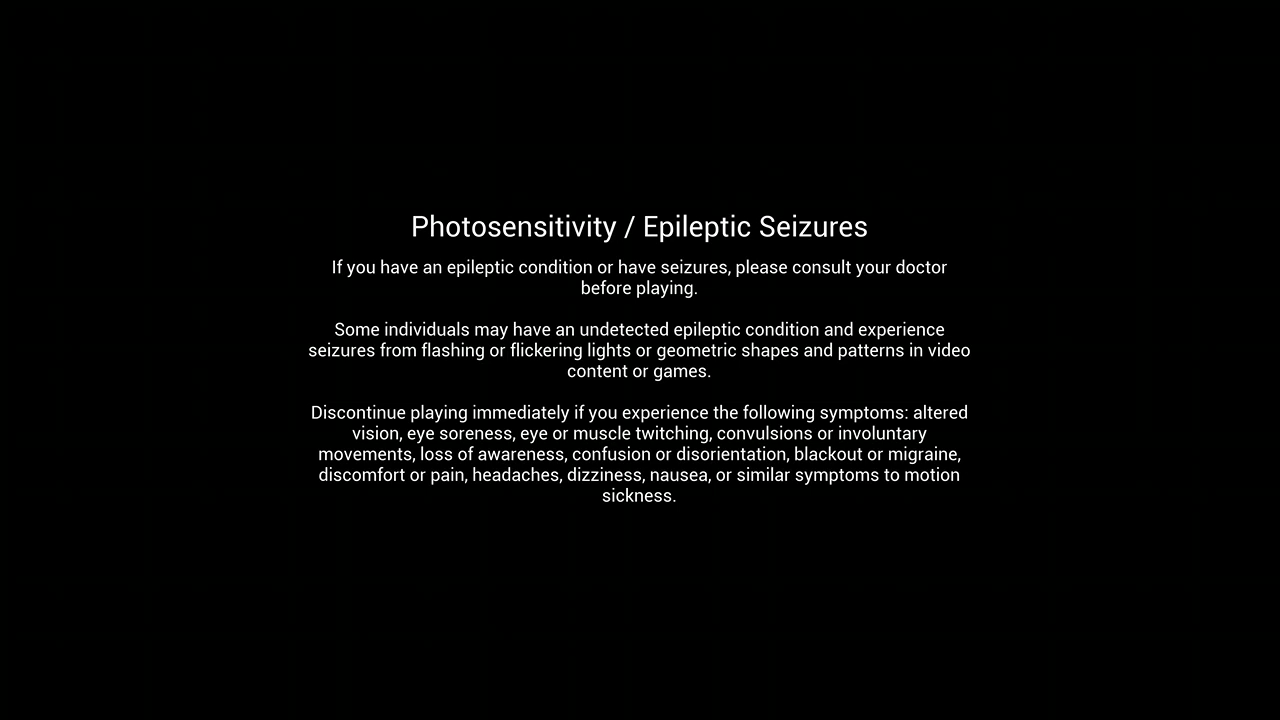 Photosensitivity / Epileptic Seizures
If you have an epileptic condition or have seizures, please consult your doctor
before playing.
Some individuals may have an undetected epileptic condition and experience
seizures from flashing or flickering lights or geometric shapes and patterns in video
content or games.
Discontinue playing immediately if you experience the following symptoms: altered
vision, eye soreness, eye or muscle twitching, convulsions or involuntary
movements, loss of awareness, confusion or disorientation, blackout or migraine,
discomfort or pain, headaches, dizziness, nausea, or similar symptoms to motion
sickness.